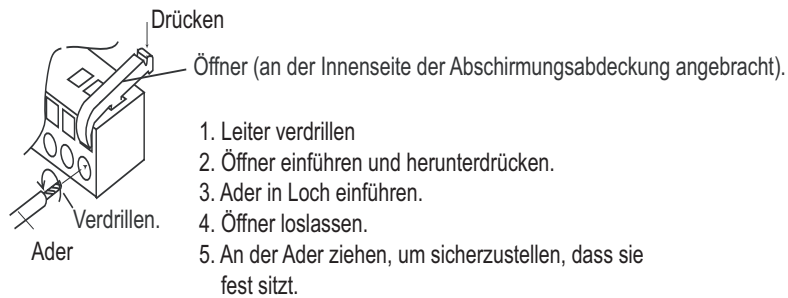 Drücken
Öffner (an der Innenseite der Abschirmungsabdeckung angebracht).
1. Leiter verdrillen
2. Öffner einführen und herunterdrücken.
3. Ader in Loch einführen.
4. Öffner loslassen.
5. An der Ader ziehen, um sicherzustellen, dass sie
fest sitzt.
Verdrillen.
Ader